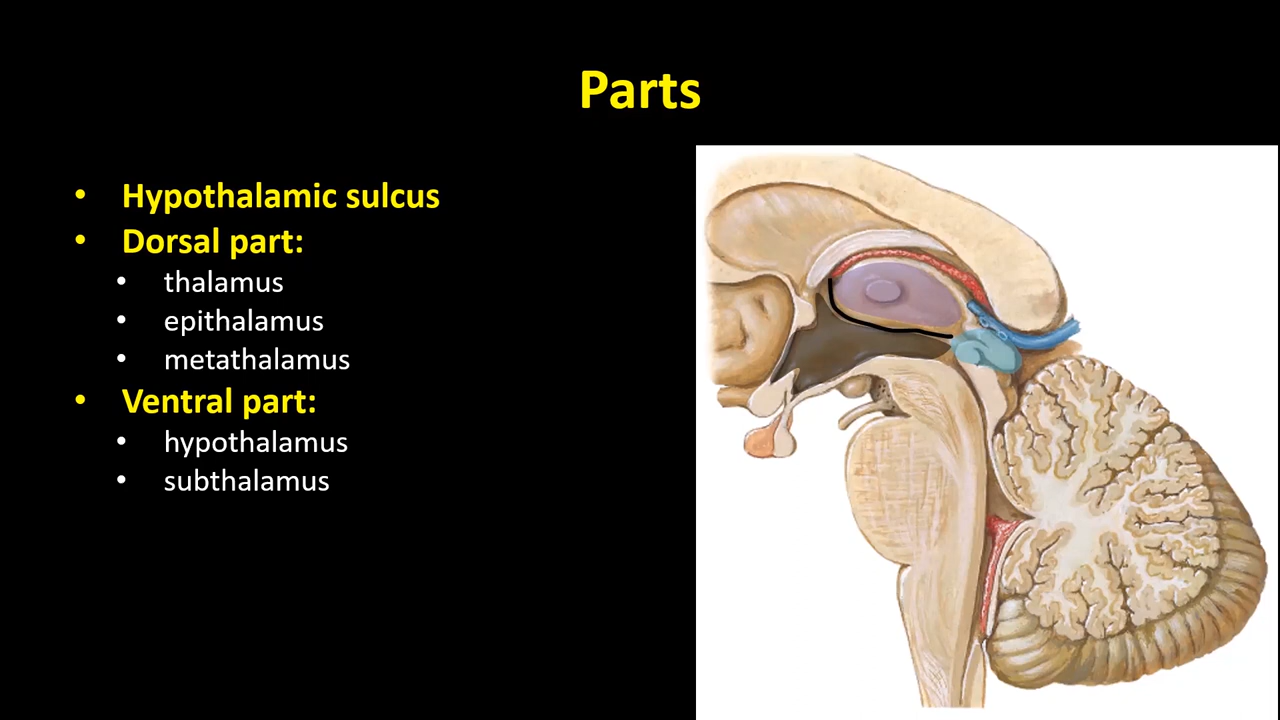 Parts
• Hypothalamic sulcus
• Dorsal part:
• thalamus
• epithalamus
• metathalamus
• Ventral part:
• hypothalamus
• subthalamus